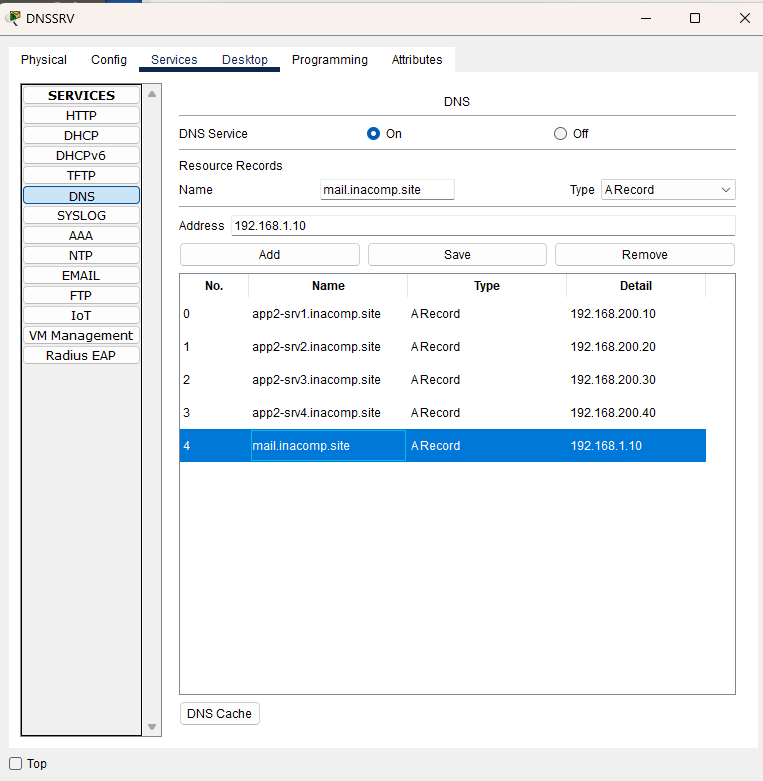 DNSSRV
Physical Config Services Desktop Programming Attributes
SERVICES
HTTP
DHCP
DHCPv6
TFTP
DNS
SYSLOG
AAA
NTP
EMAIL
FTP
IoT
VM Management
Radius EAP
DNS
DNS Service On Off
Resource Records
Name mail.inacomp.site Type A Record
Address 192.168.1.10
Add Save Remove
No. Name Type Detail
0 app2-srv1.inacomp.site A Record 192.168.200.10
1 app2-srv2.inacomp.site A Record 192.168.200.20
2 app2-srv3.inacomp.site A Record 192.168.200.30
3 app2-srv4.inacomp.site A Record 192.168.200.40
4 mail.inacomp.site A Record 192.168.1.10
DNS Cache
Top